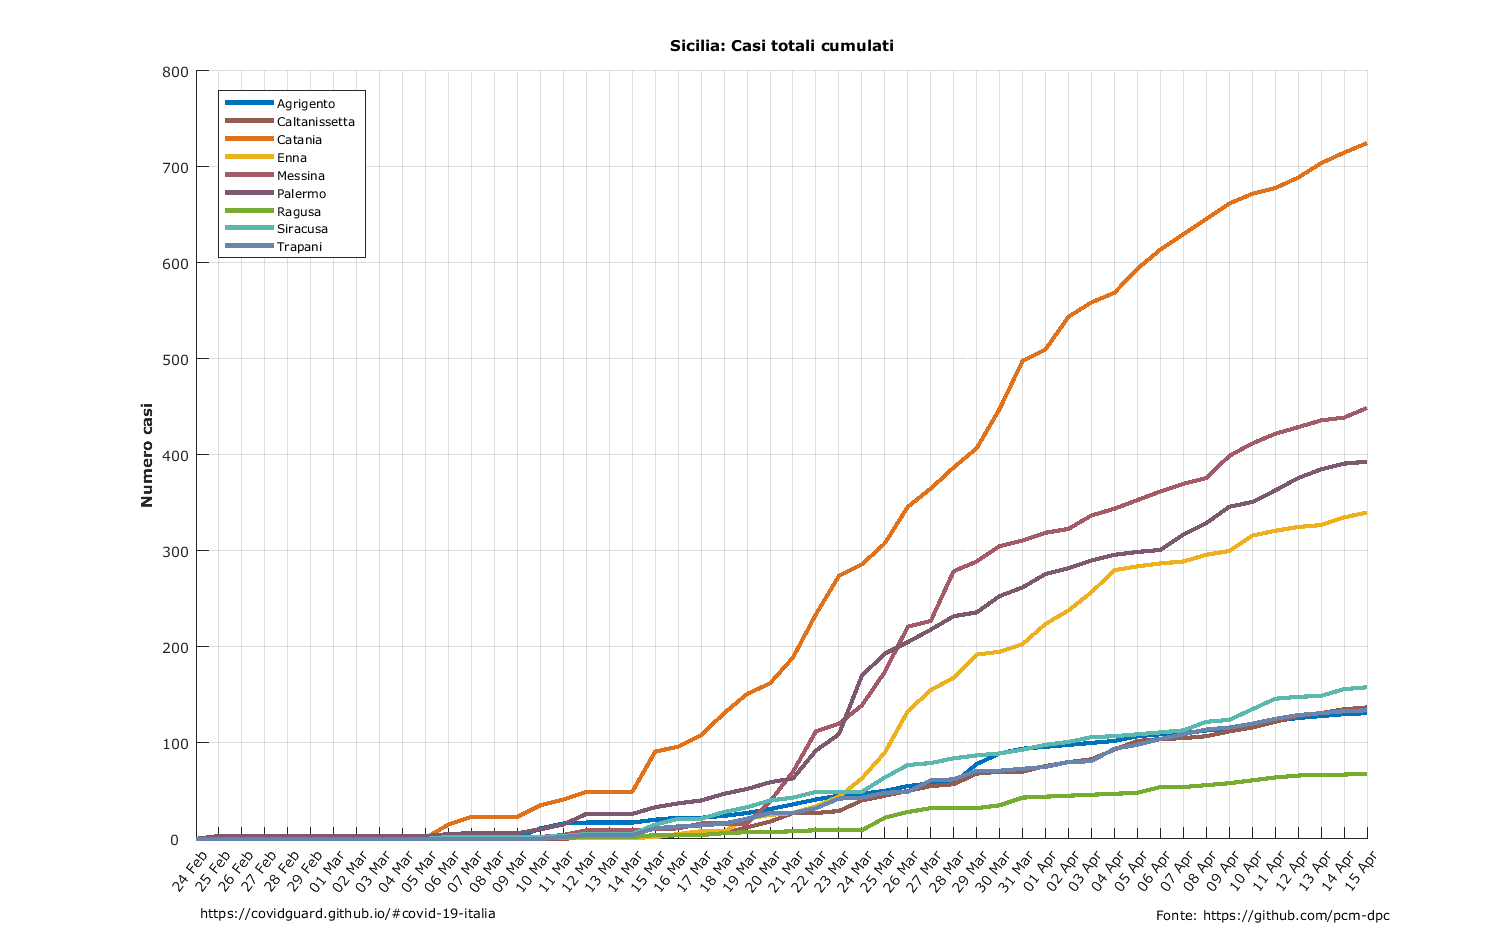 Sicilia: Casi totali cumulati
Numero casi
800
700
600
500
400
300
200
100
0
Agrigento
Caltanissetta
Catania
Enna
Messina
Palermo
Ragusa
Siracusa
Trapani
24 Feb
25 Feb
26 Feb
27 Feb
28 Feb
29 Feb
01 Mar
02 Mar
03 Mar
04 Mar
05 Mar
06 Mar
07 Mar
08 Mar
09 Mar
10 Mar
11 Mar
12 Mar
13 Mar
14 Mar
15 Mar
16 Mar
17 Mar
18 Mar
19 Mar
20 Mar
21 Mar
22 Mar
23 Mar
24 Mar
25 Mar
26 Mar
27 Mar
28 Mar
29 Mar
30 Mar
31 Mar
01 Apr
02 Apr
03 Apr
04 Apr
05 Apr
06 Apr
07 Apr
08 Apr
09 Apr
10 Apr
11 Apr
12 Apr
13 Apr
14 Apr
15 Apr
https://covidguard.github.io/#covid-19-italia
Fonte: https://github.com/pcm-dpc